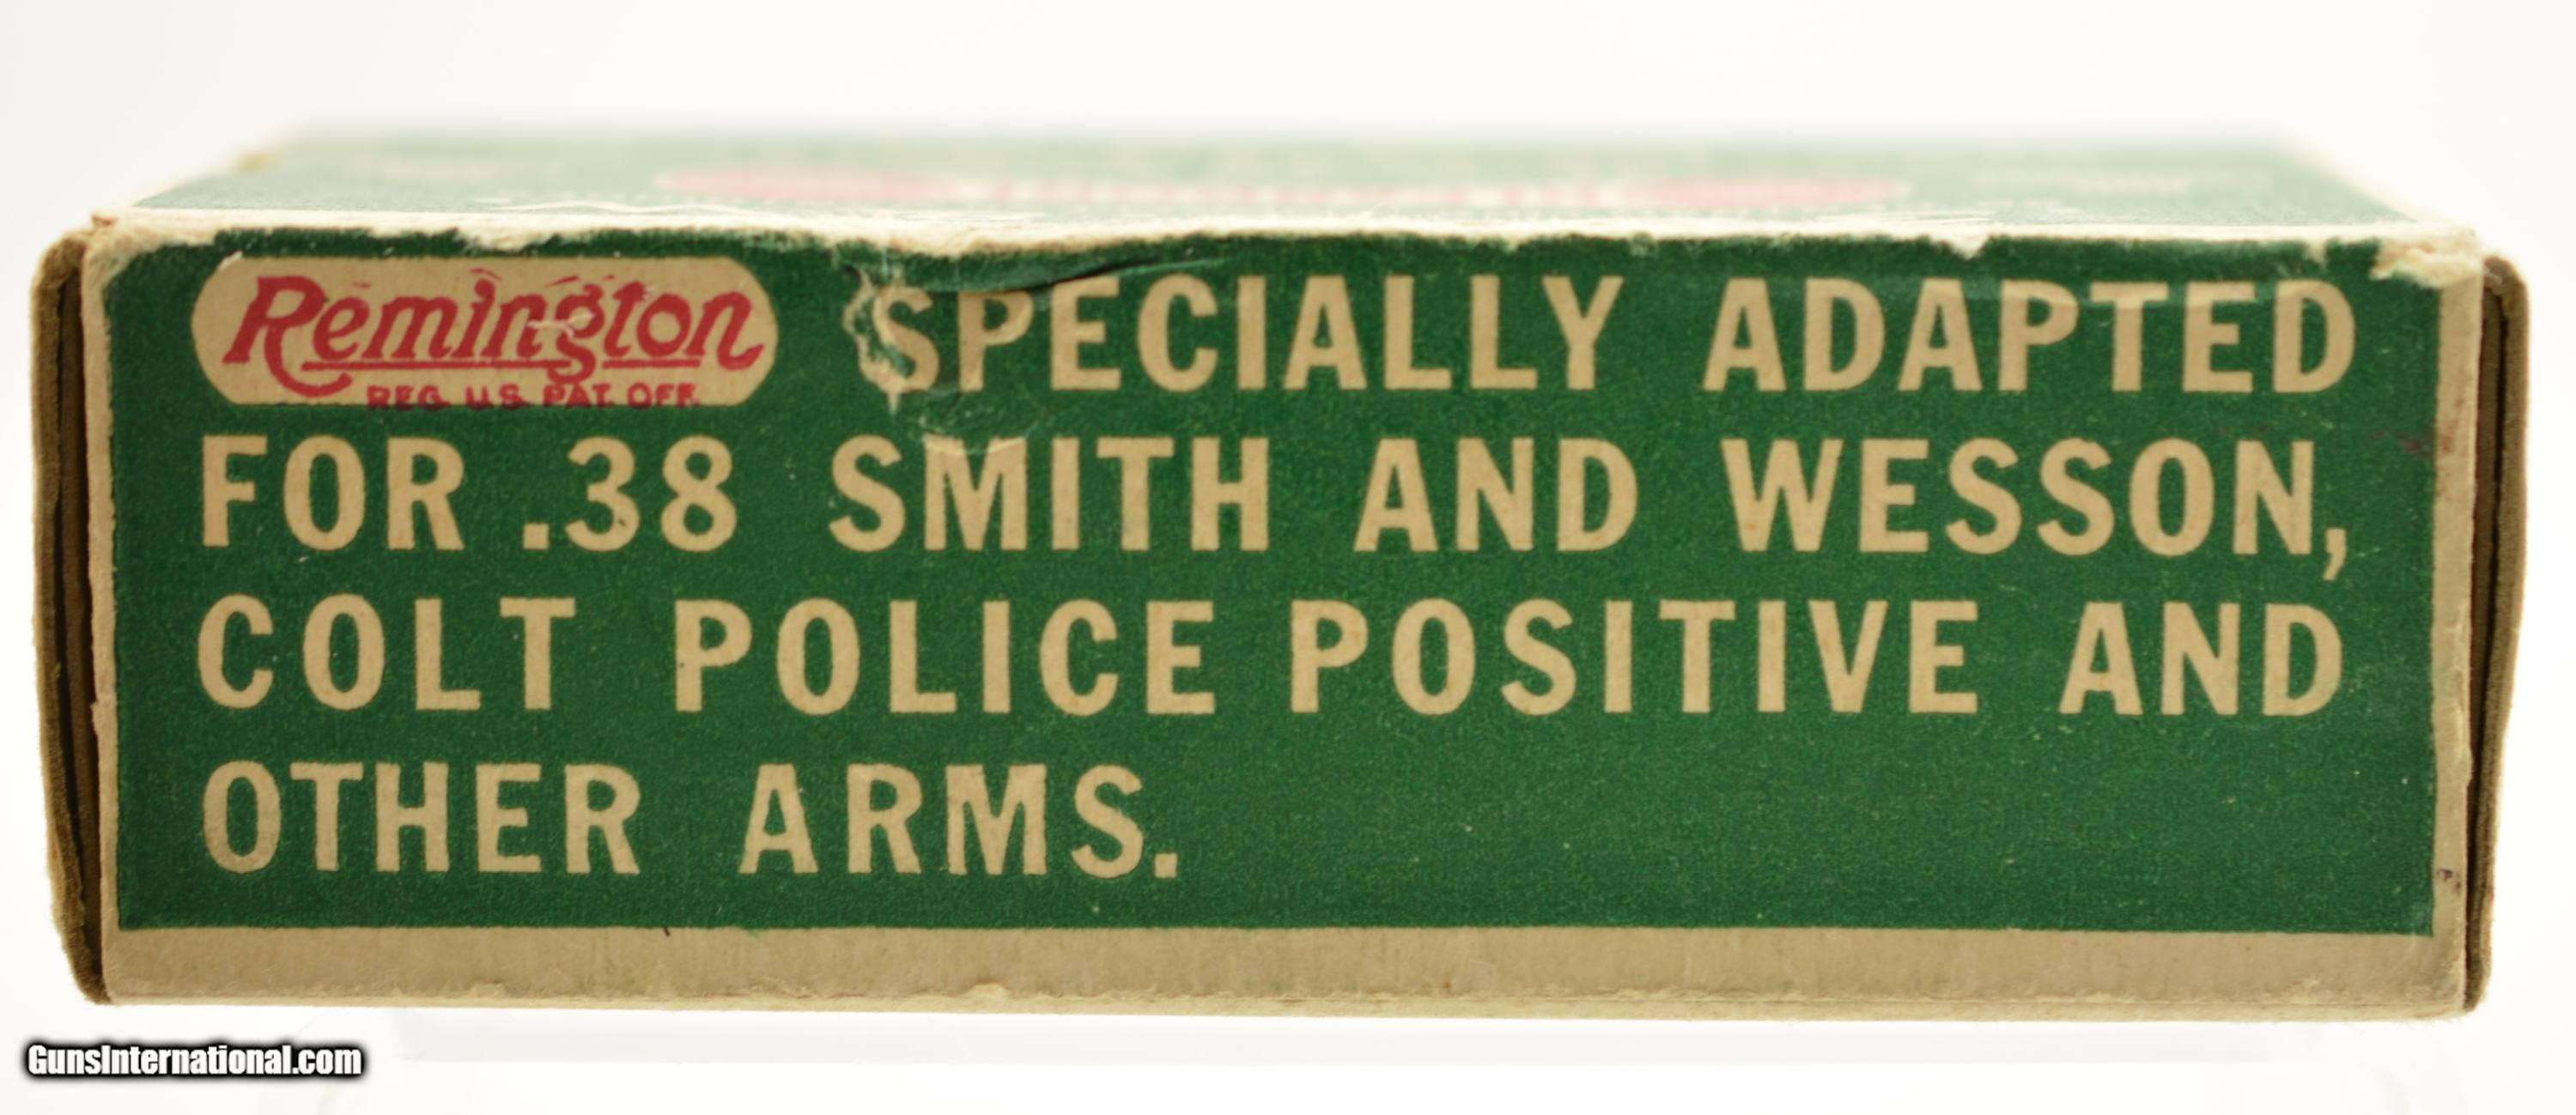 Remington SPECIALLY ADAPTED
REG. U.S. PAT. OFF.
FOR .38 SMITH AND WESSON,
COLT POLICE POSITIVE AND
OTHER ARMS.
GunsInternational.com